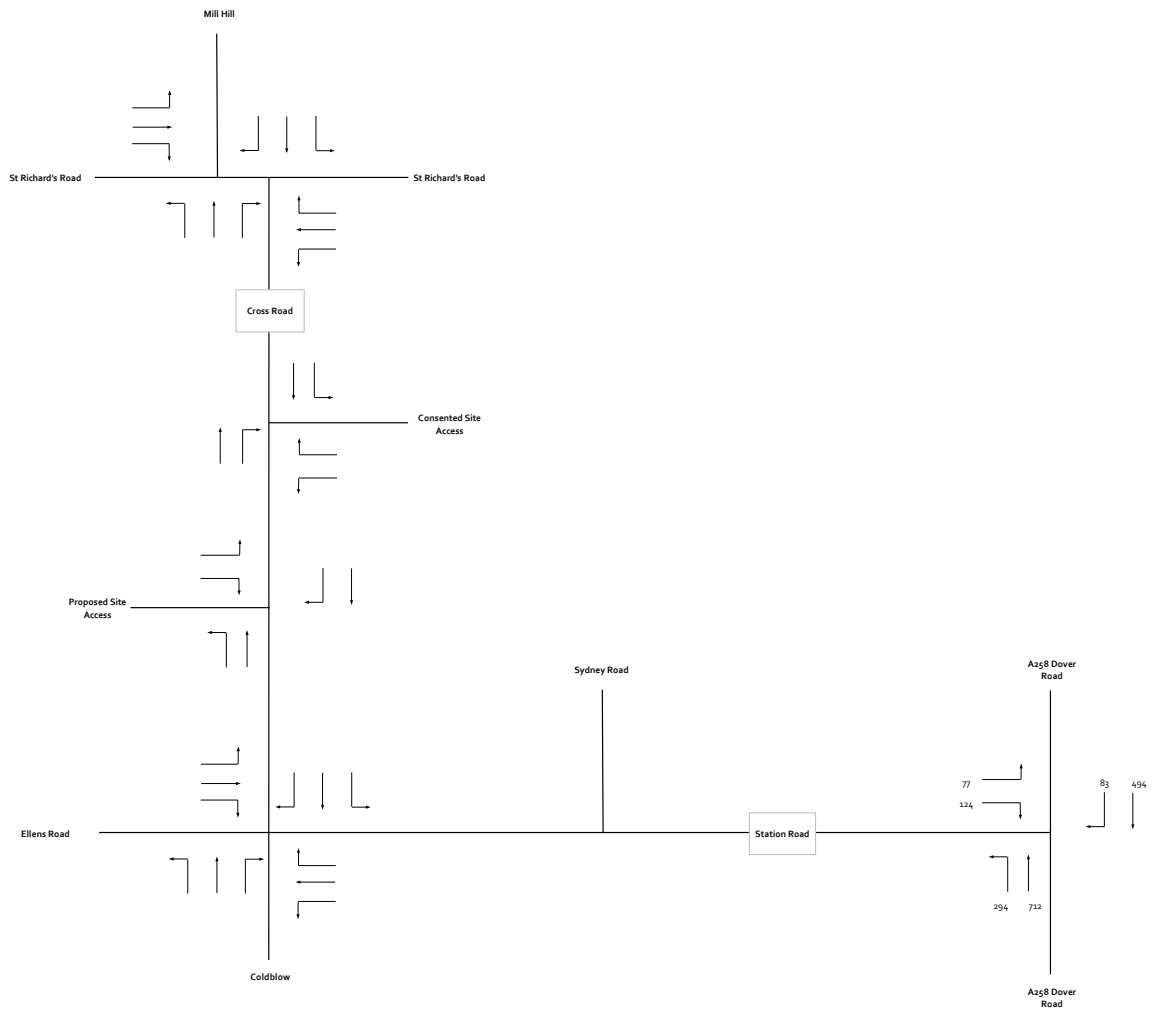 Mill Hill
St Richard's Road
St Richard's Road
Cross Road
Consented Site
Access
Proposed Site
Access
Sydney Road
A258 Dover
Road
77
83
494
124
Ellens Road
Station Road
294
712
Coldblow
A258 Dover
Road